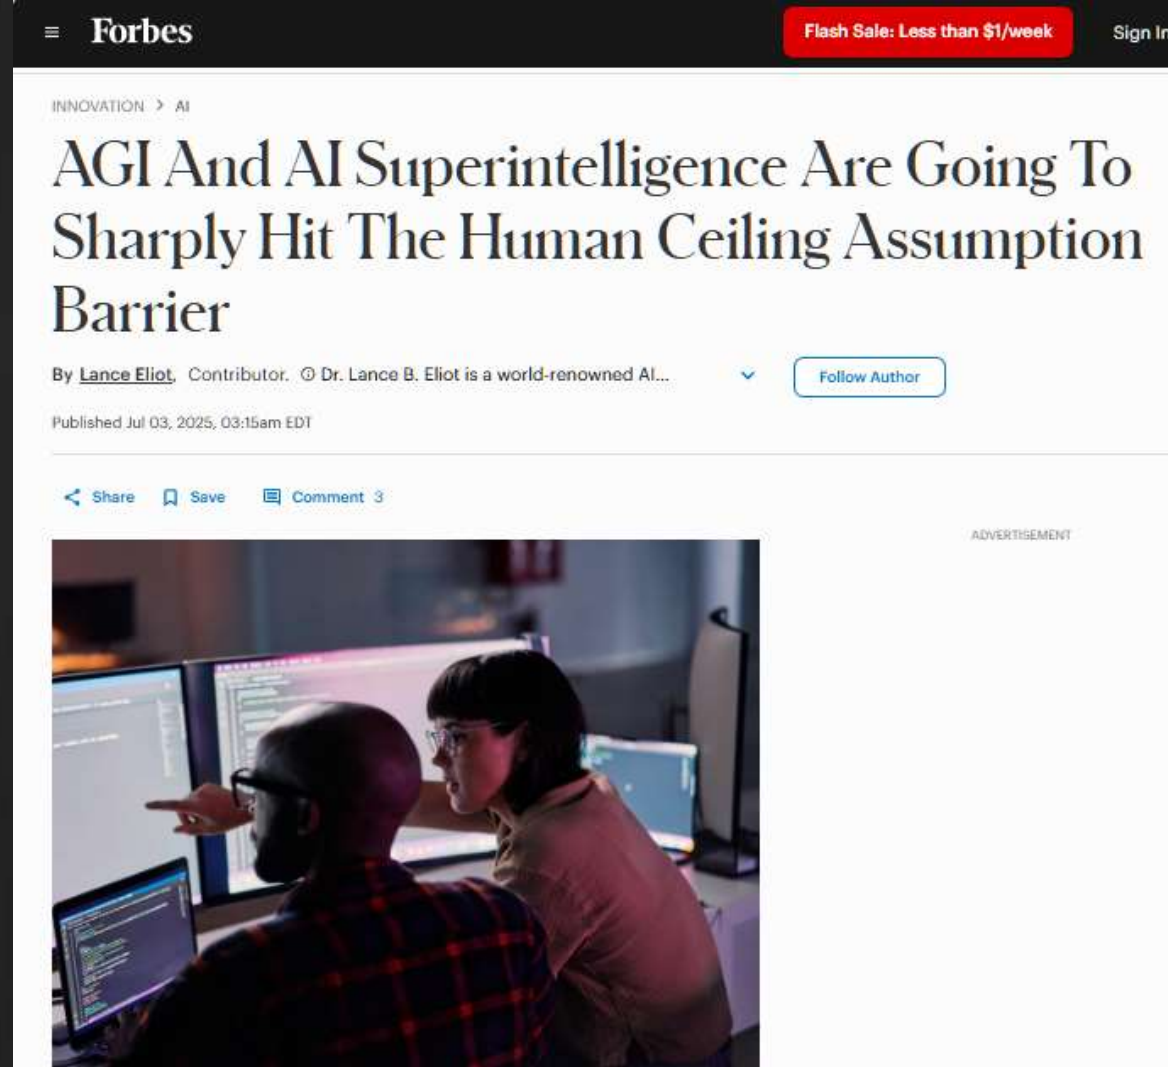 Forbes
Flash Sale: Less than $1/week
Sign In
INNOVATION > AI
AGI And AI Superintelligence Are Going To
Sharply Hit The Human Ceiling Assumption
Barrier
By Lance Eliot, Contributor. ⓘ Dr. Lance B. Eliot is a world-renowned AI...
Follow Author
Published Jul 03, 2025, 03:15am EDT
Share Save Comment 3
ADVERTISEMENT